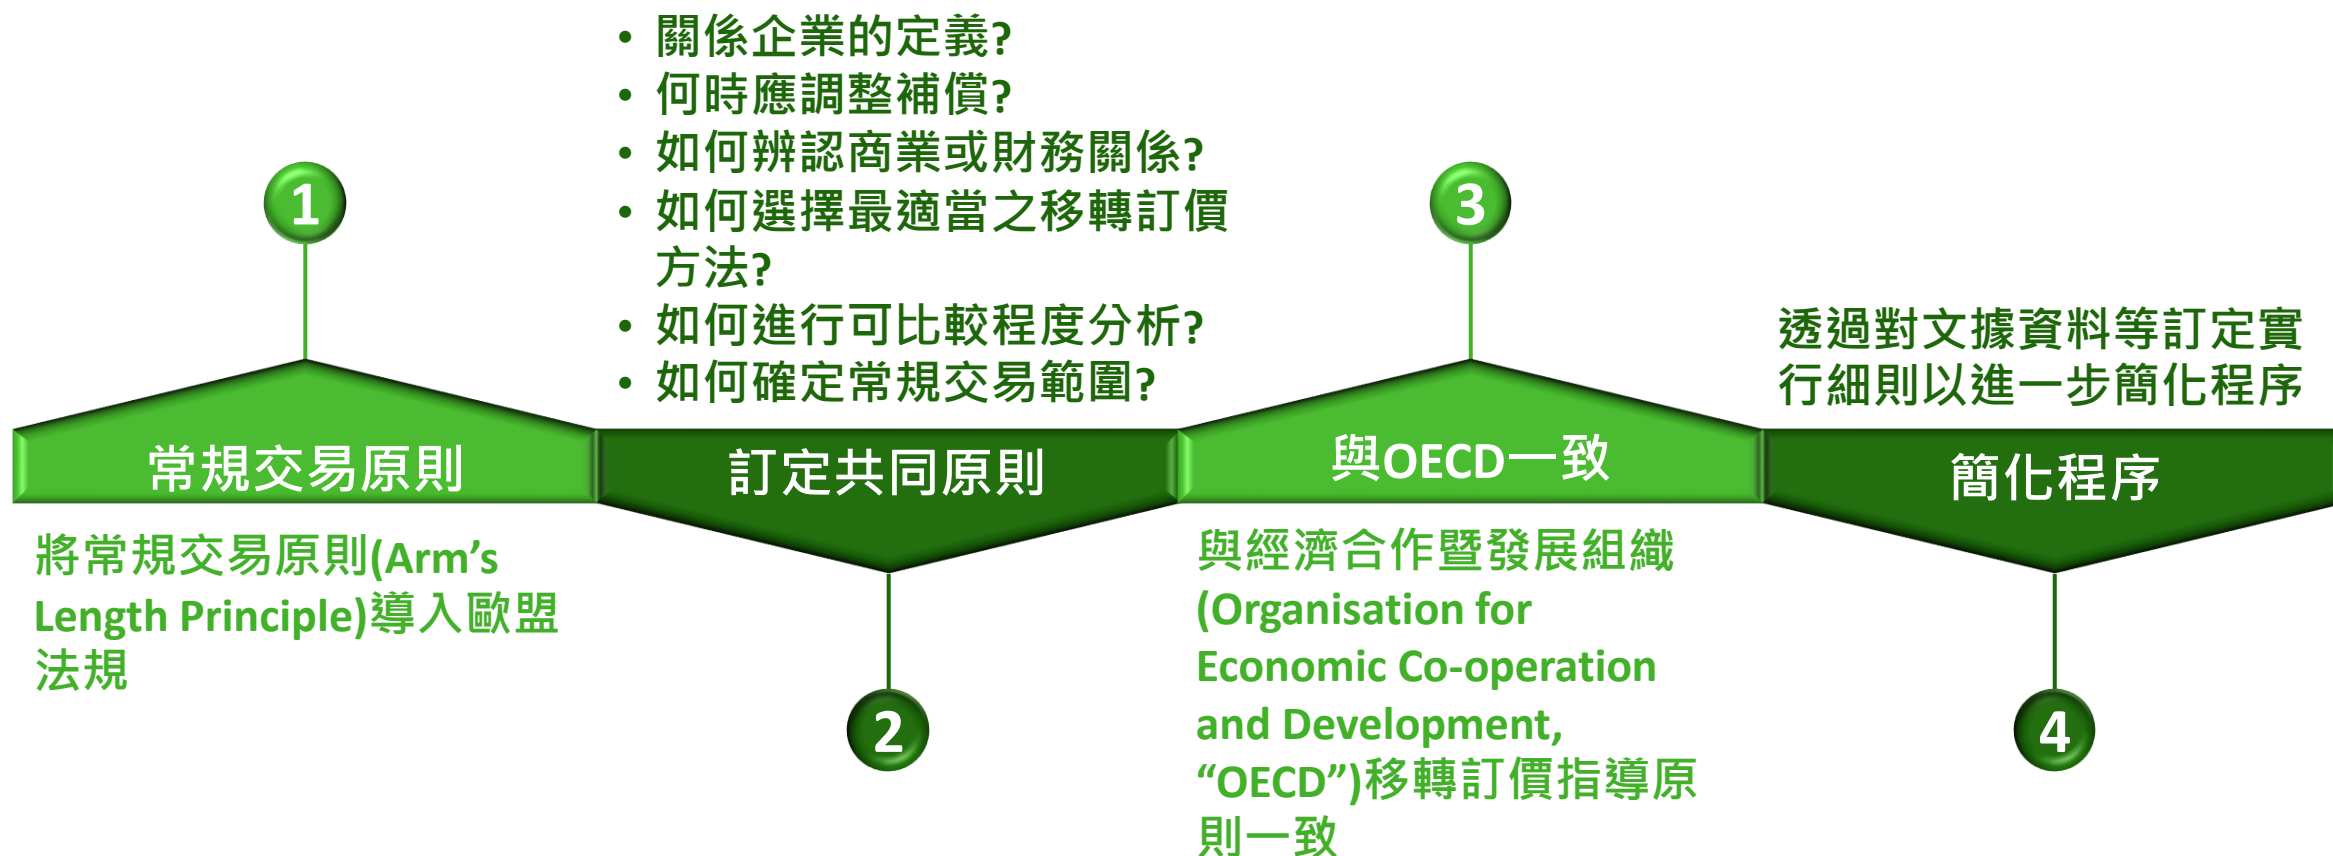 1
常規交易原則
將常規交易原則(Arm's
Length Principle)導入歐盟
法規
• 關係企業的定義?
• 何時應調整補償?
• 如何辨認商業或財務關係?
• 如何選擇最適當之移轉訂價
方法?
• 如何進行可比較程度分析?
• 如何確定常規交易範圍?
訂定共同原則
2
3
與OECD一致
與經濟合作暨發展組織
(Organisation for
Economic Co-operation
and Development,
“OECD”)移轉訂價指導原
則一致
透過對文據資料等訂定實
行細則以進一步簡化程序
簡化程序
4